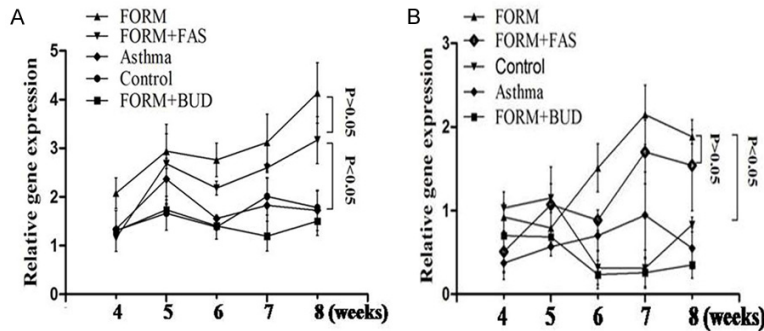 A
FORM
FORM+FAS
Asthma
Control
FORM+BUD
Relative gene expression
5
4
3
2
1
0
P>0.05
P<0.05
4 5 6 7 8 (weeks)
B
FORM
FORM+FAS
Control
Asthma
FORM+BUD
Relative gene expression
3
2
1
0
P>0.05
P<0.05
4 5 6 7 8 (weeks)